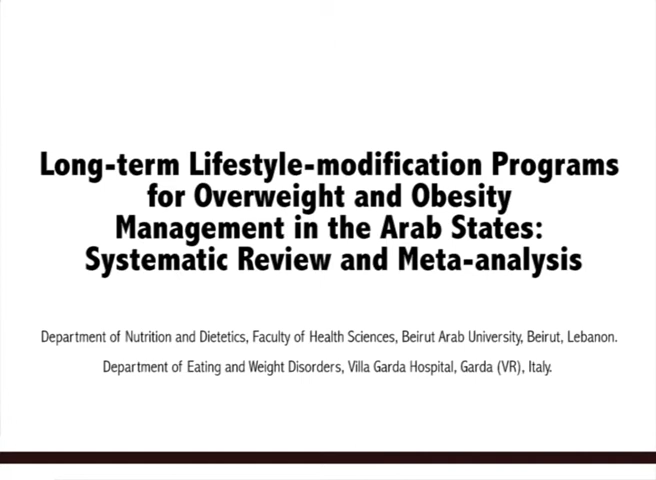 Long-term Lifestyle-modification Programs
for Overweight and Obesity
Management in the Arab States:
Systematic Review and Meta-analysis
Department of Nutrition and Dietetics, Faculty of Health Sciences, Beirut Arab University, Beirut, Lebanon.
Department of Eating and Weight Disorders, Villa Garda Hospital, Garda (VR), Italy.